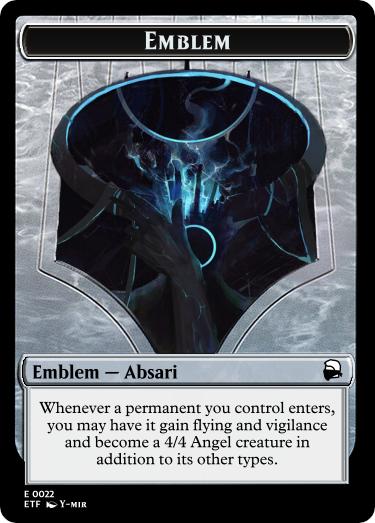 Emblem
Emblem — Absari
Whenever a permanent you control enters,
you may have it gain flying and vigilance
and become a 4/4 Angel creature in
addition to its other types.
E 0022
ETF Y-mir